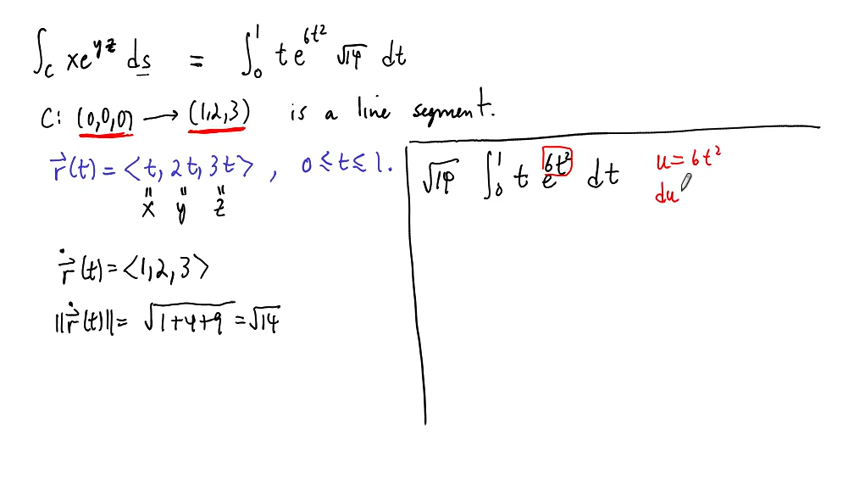 ∫_C xe^{yz} ds = ∫_0^1 te^{6t²} √14 dt
C: (0,0,0) → (1,2,3) is a line segment.
r⃗(t) = <t, 2t, 3t>, 0 ≤ t ≤ 1.
" " "
x y z
ṙ⃗(t) = <1,2,3>
||ṙ⃗(t)|| = √(1+4+9) = √14
√14 ∫_0^1 t e^{6t²} dt
u = 6t²
du